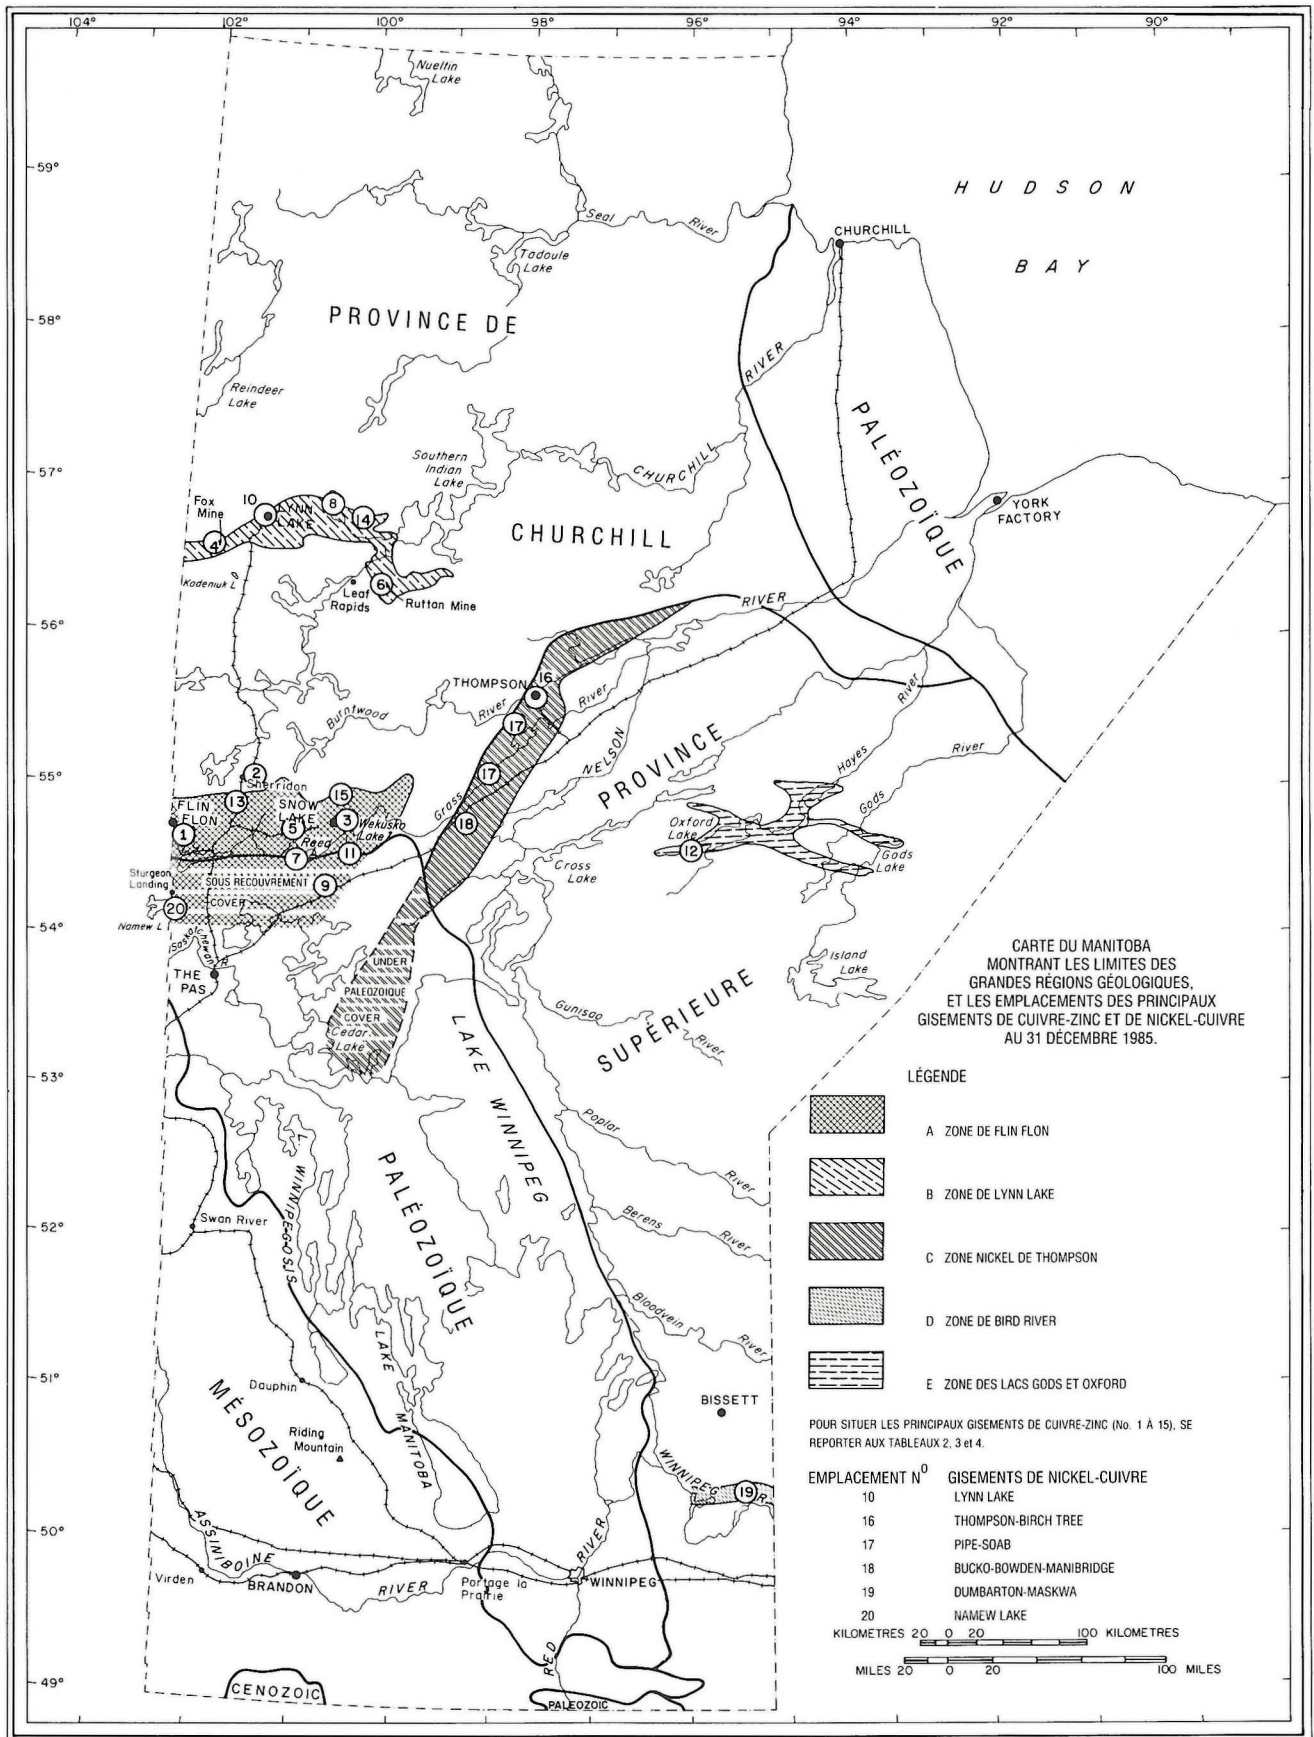 104°
102°
100°
98°
96°
94°
92°
90°
59°
58°
57°
56°
55°
54°
53°
52°
51°
50°
49°
Nueltin
Lake
HUDSON
BAY
Seal River
CHURCHILL
Tadoule
Lake
PROVINCE DE
CHURCHILL
Reindeer
Lake
RIVER
CHURCHILL
PALÉOZOÏQUE
Southern
Indian
Lake
YORK
FACTORY
Fox
Mine
10
LYNN
LAKE
8
14
4
6
Kadeniuk L
Leaf
Rapids
Ruttan Mine
RIVER
THOMPSON
16
17
17
18
Burntwood
River
River
NELSON
Grass
PROVINCE
SUPÉRIEURE
Hayes
River
Gods
River
2
Sherridon
13
15
FLIN
FLON
SNOW
LAKE
1
5
3
Wekusko
Lake
Reed
7
11
9
Sturgeon
Landing
20
Namew L
SOUS RECOUVREMENT
COVER
Saskatchewan R
THE
PAS
Oxford
Lake
12
Gods
Lake
Cross
Lake
Island
Lake
UNDER
PALEOZOIQUE
COVER
Cedar
Lake
Gunisao
River
LAKE WINNIPEG
Poplar
River
Berens
River
Bloodvein
River
L. WINNIPEGOSIS
PALÉOZOÏQUE
Swan River
LAKE
MANITOBA
Dauphin
Riding
Mountain
MÉSOZOÏQUE
BISSETT
WINNIPEG
R
19
ASSINIBOINE
RIVER
Virden
BRANDON
Portage la
Prairie
WINNIPEG
RIVER
RED
CENOZOIC
PALEOZOIC
CARTE DU MANITOBA
MONTRANT LES LIMITES DES
GRANDES RÉGIONS GÉOLOGIQUES,
ET LES EMPLACEMENTS DES PRINCIPAUX
GISEMENTS DE CUIVRE-ZINC ET DE NICKEL-CUIVRE
AU 31 DÉCEMBRE 1985.
LÉGENDE
A ZONE DE FLIN FLON
B ZONE DE LYNN LAKE
C ZONE NICKEL DE THOMPSON
D ZONE DE BIRD RIVER
E ZONE DES LACS GODS ET OXFORD
POUR SITUER LES PRINCIPAUX GISEMENTS DE CUIVRE-ZINC (No. 1 À 15), SE
REPORTER AUX TABLEAUX 2, 3 et 4.
EMPLACEMENT N° GISEMENTS DE NICKEL-CUIVRE
10 LYNN LAKE
16 THOMPSON-BIRCH TREE
17 PIPE-SOAB
18 BUCKO-BOWDEN-MANIBRIDGE
19 DUMBARTON-MASKWA
20 NAMEW LAKE
KILOMETRES 20 0 20 100 KILOMETRES
MILES 20 0 20 100 MILES